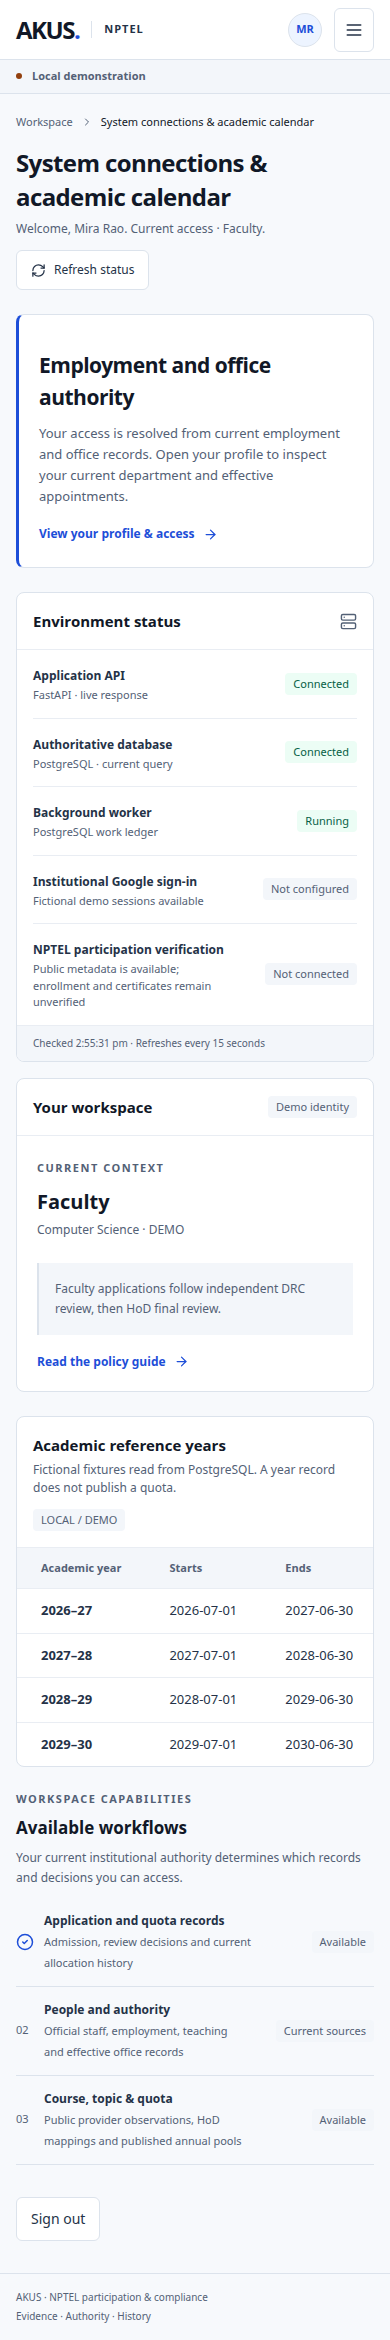 AKUS. NPTEL MR
Local demonstration
Workspace > System connections & academic calendar
System connections &
academic calendar
Welcome, Mira Rao. Current access · Faculty.
Refresh status
Employment and office
authority
Your access is resolved from current employment
and office records. Open your profile to inspect
your current department and effective
appointments.
View your profile & access →
Environment status
Application API
FastAPI · live response
Connected
Authoritative database
PostgreSQL · current query
Connected
Background worker
PostgreSQL work ledger
Running
Institutional Google sign-in
Fictional demo sessions available
Not configured
NPTEL participation verification
Public metadata is available;
enrollment and certificates remain
unverified
Not connected
Checked 2:55:31 pm · Refreshes every 15 seconds
Your workspace
Demo identity
CURRENT CONTEXT
Faculty
Computer Science · DEMO
Faculty applications follow independent DRC
review, then HoD final review.
Read the policy guide →
Academic reference years
Fictional fixtures read from PostgreSQL. A year record
does not publish a quota.
LOCAL / DEMO
Academic year Starts Ends
2026–27 2026-07-01 2027-06-30
2027–28 2027-07-01 2028-06-30
2028–29 2028-07-01 2029-06-30
2029–30 2029-07-01 2030-06-30
WORKSPACE CAPABILITIES
Available workflows
Your current institutional authority determines which records
and decisions you can access.
Application and quota records
Admission, review decisions and current
allocation history
Available
02
People and authority
Official staff, employment, teaching
and effective office records
Current sources
03
Course, topic & quota
Public provider observations, HoD
mappings and published annual pools
Available
Sign out
AKUS · NPTEL participation & compliance
Evidence · Authority · History